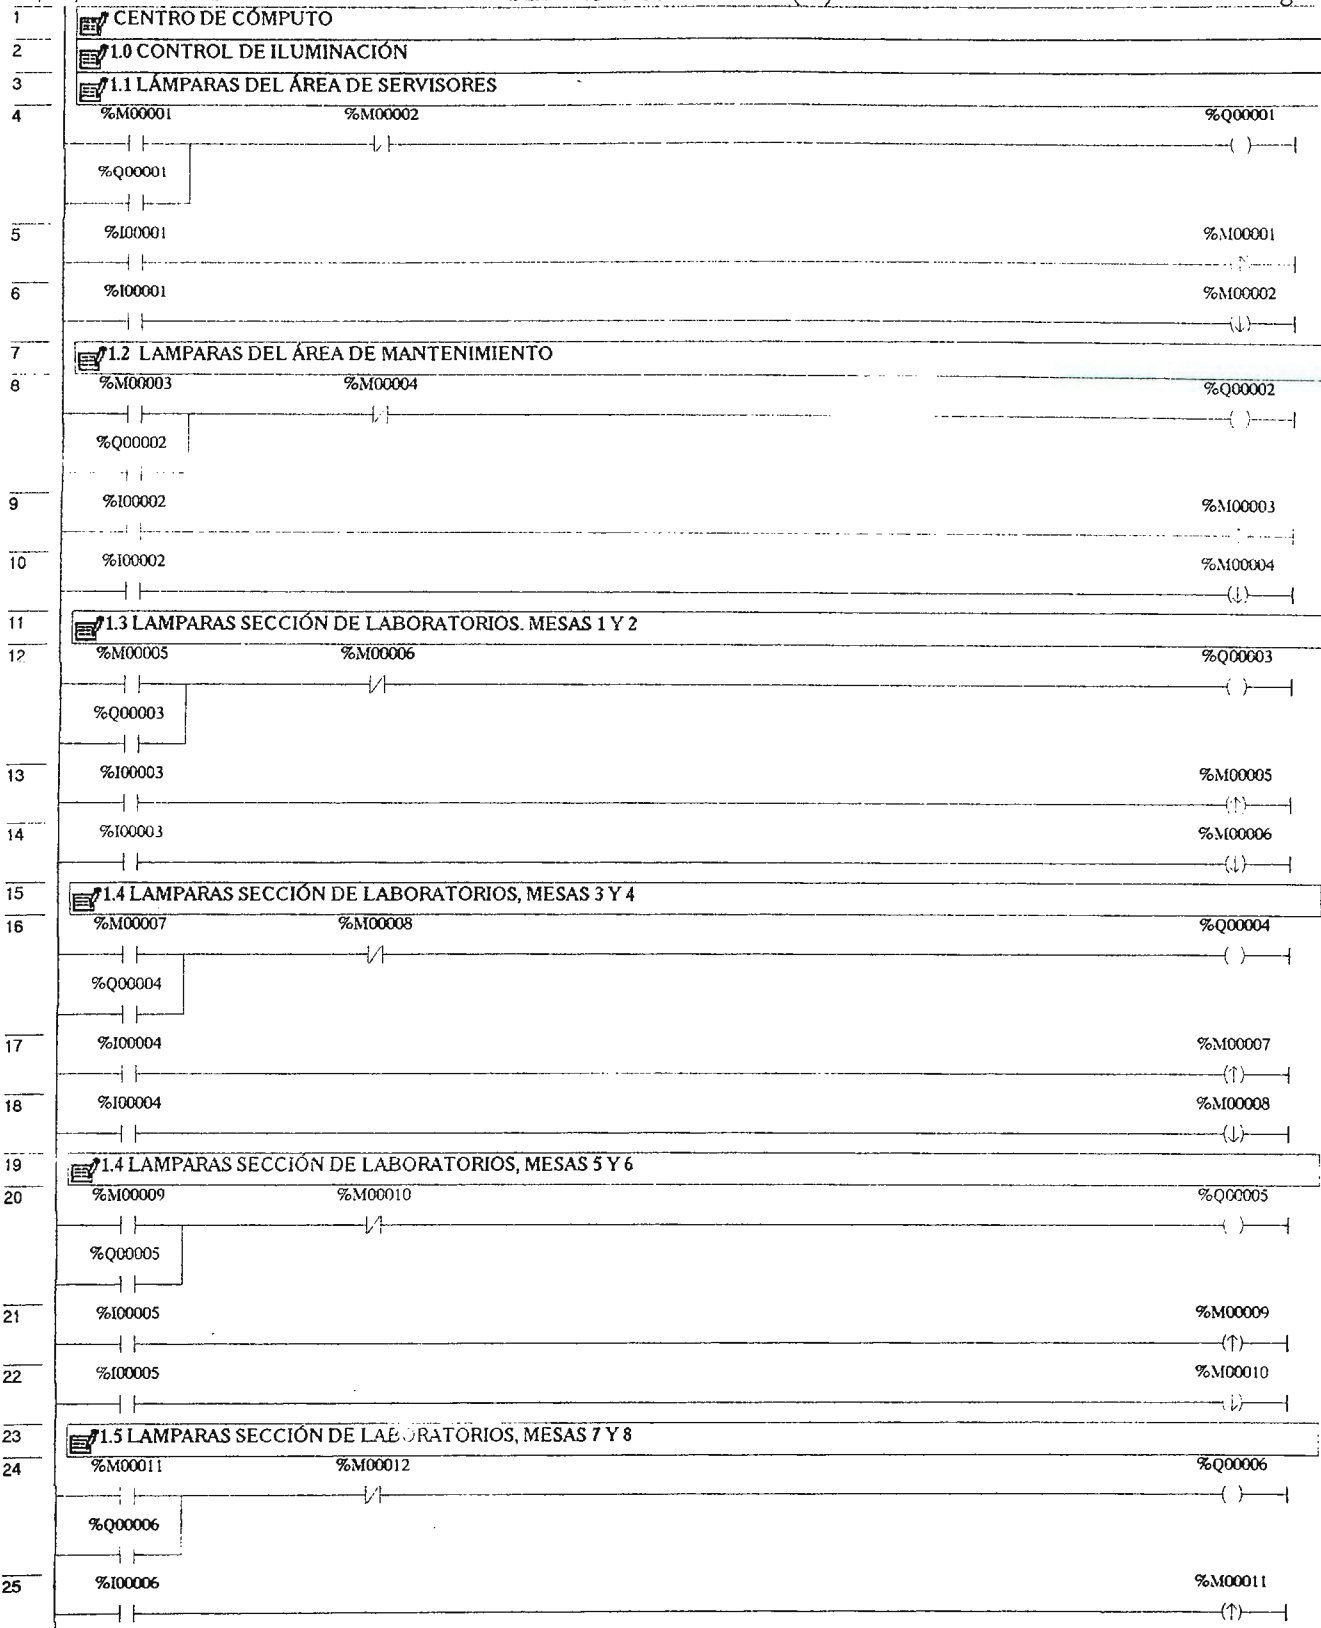 1 CENTRO DE CÓMPUTO
2 1.0 CONTROL DE ILUMINACIÓN
3 1.1 LÁMPARAS DEL ÁREA DE SERVISORES
4 %M00001 %M00002 %Q00001
%Q00001
5 %I00001 %M00001
6 %I00001 %M00002
7 1.2 LAMPARAS DEL ÁREA DE MANTENIMIENTO
8 %M00003 %M00004 %Q00002
%Q00002
9 %I00002 %M00003
10 %I00002 %M00004
11 1.3 LAMPARAS SECCIÓN DE LABORATORIOS. MESAS 1 Y 2
12 %M00005 %M00006 %Q00003
%Q00003
13 %I00003 %M00005
14 %I00003 %M00006
15 1.4 LAMPARAS SECCIÓN DE LABORATORIOS, MESAS 3 Y 4
16 %M00007 %M00008 %Q00004
%Q00004
17 %I00004 %M00007
18 %I00004 %M00008
19 1.4 LAMPARAS SECCIÓN DE LABORATORIOS, MESAS 5 Y 6
20 %M00009 %M00010 %Q00005
%Q00005
21 %I00005 %M00009
22 %I00005 %M00010
23 1.5 LAMPARAS SECCIÓN DE LABORATORIOS, MESAS 7 Y 8
24 %M00011 %M00012 %Q00006
%Q00006
25 %I00006 %M00011